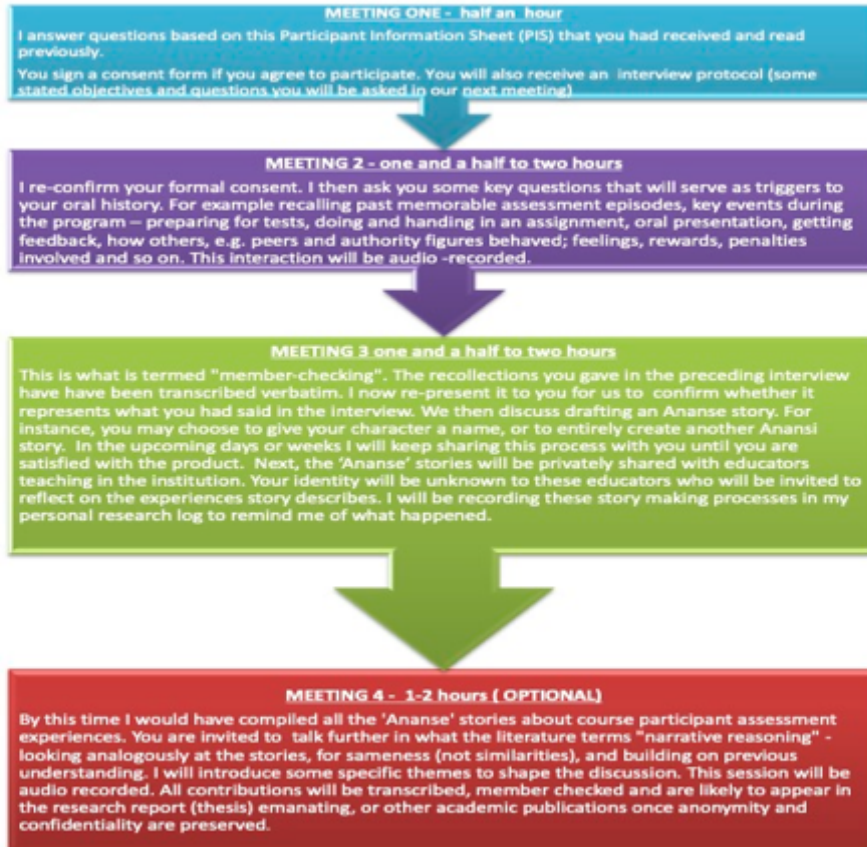 MEETING ONE - half an hour
I answer questions based on this Participant Information Sheet (PIS) that you had received and read
previously.
You sign a consent form if you agree to participate. You will also receive an interview protocol (some
stated objectives and questions you will be asked in our next meeting)
MEETING 2 - one and a half to two hours
I re-confirm your formal consent. I then ask you some key questions that will serve as triggers to
your oral history. For example recalling past memorable assessment episodes, key events during
the program – preparing for tests, doing and handing in an assignment, oral presentation, getting
feedback, how others, e.g. peers and authority figures behaved; feelings, rewards, penalties
involved and so on. This interaction will be audio -recorded.
MEETING 3 one and a half to two hours
This is what is termed "member-checking". The recollections you gave in the preceding interview
have have been transcribed verbatim. I now re-present it to you for us to confirm whether it
represents what you had said in the interview. We then discuss drafting an Ananse story. For
instance, you may choose to give your character a name, or to entirely create another Anansi
story. In the upcoming days or weeks I will keep sharing this process with you until you are
satisfied with the product. Next, the ‘Ananse’ stories will be privately shared with educators
teaching in the institution. Your identity will be unknown to these educators who will be invited to
reflect on the experiences story describes. I will be recording these story making processes in my
personal research log to remind me of what happened.
MEETING 4 - 1-2 hours ( OPTIONAL)
By this time I would have compiled all the 'Ananse' stories about course participant assessment
experiences. You are invited to talk further in what the literature terms "narrative reasoning" -
looking analogously at the stories, for sameness (not similarities), and building on previous
understanding. I will introduce some specific themes to shape the discussion. This session will be
audio recorded. All contributions will be transcribed, member checked and are likely to appear in
the research report (thesis) emanating, or other academic publications once anonymity and
confidentiality are preserved.